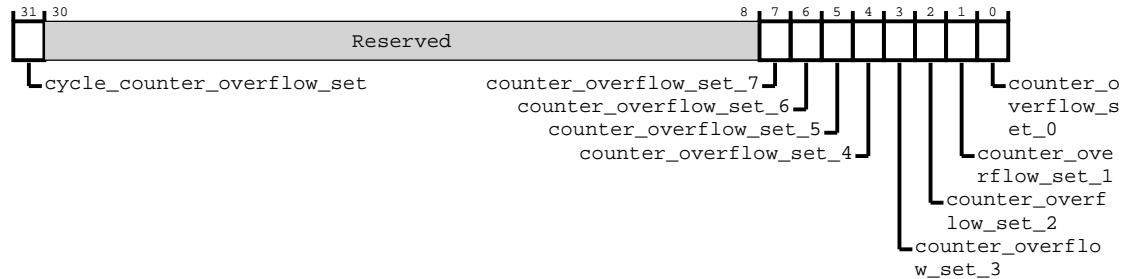 31 30 8 7 6 5 4 3 2 1 0
Reserved
cycle_counter_overflow_set
counter_overflow_set_7
counter_overflow_set_6
counter_overflow_set_5
counter_overflow_set_4
counter_o
verflow_s
et_0
counter_ove
rflow_set_1
counter_overf
low_set_2
counter_overflo
w_set_3